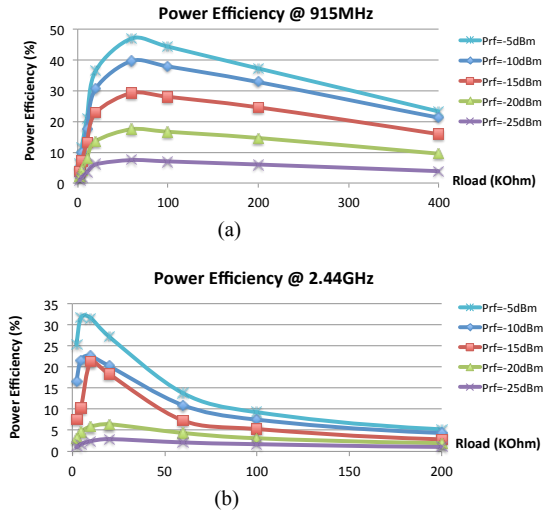 Power Efficiency @ 915MHz
Power Efficiency (%)
50
40
30
20
10
0
0
100
200
300
400
Rload (KOhm)
Prf=-5dBm
Prf=-10dBm
Prf=-15dBm
Prf=-20dBm
Prf=-25dBm
(a)
Power Efficiency @ 2.44GHz
Power Efficiency (%)
35
30
25
20
15
10
5
0
0
50
100
150
200
Rload (KOhm)
Prf=-5dBm
Prf=-10dBm
Prf=-15dBm
Prf=-20dBm
Prf=-25dBm
(b)